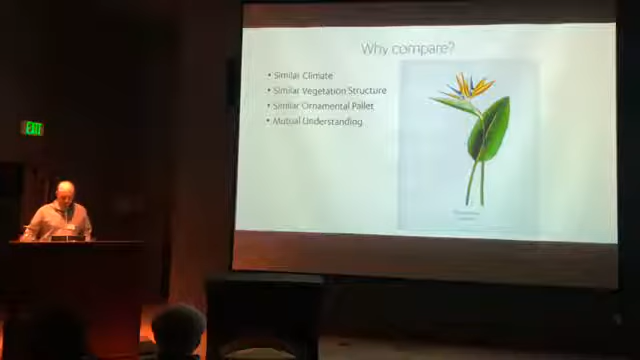 Why compare?
• Similar Climate
• Similar Vegetation Structure
• Similar Ornamental Pallet
• Mutual Understanding
EXIT